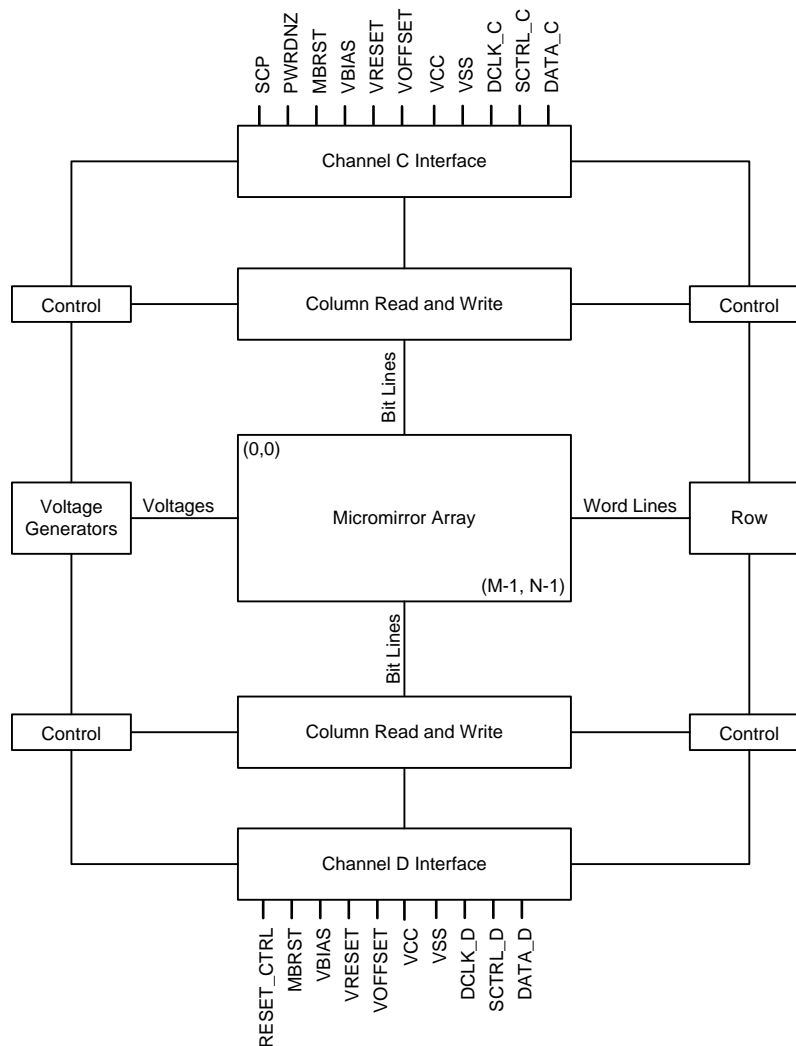 SCP
PWRDNZ
MBRST
VBIAS
VRESET
VOFFSET
VCC
VSS
DCLK_C
SCTRL_C
DATA_C
Channel C Interface
Control
Column Read and Write
Control
Bit Lines
(0,0)
Voltage
Generators
Voltages
Micromirror Array
Word Lines
Row
(M-1, N-1)
Bit Lines
Control
Column Read and Write
Control
Channel D Interface
RESET_CTRL
MBRST
VBIAS
VRESET
VOFFSET
VCC
VSS
DCLK_D
SCTRL_D
DATA_D